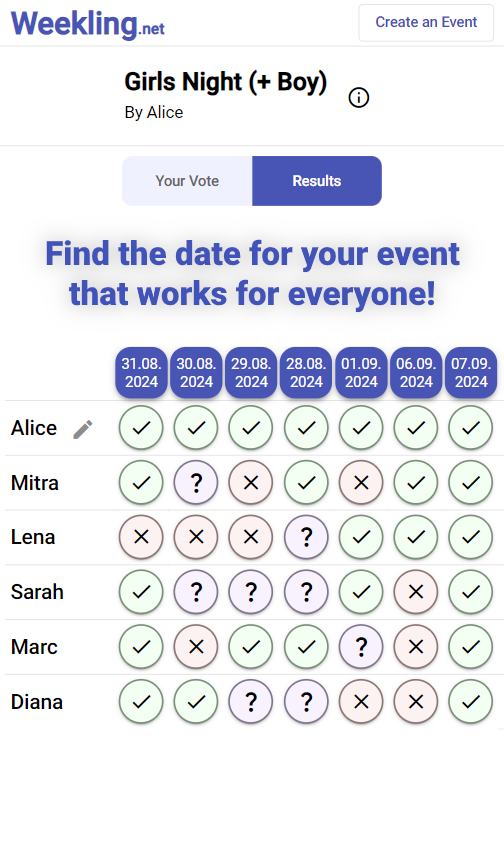 Weekling.net
Create an Event
Girls Night (+ Boy)
By Alice
Your Vote
Results
Find the date for your event
that works for everyone!
31.08. 30.08. 29.08. 28.08. 01.09. 06.09. 07.09.
2024 2024 2024 2024 2024 2024 2024
Alice ✓ ✓ ✓ ✓ ✓ ✓ ✓
Mitra ✓ ? ✕ ✓ ✕ ✓ ✓
Lena ✕ ✕ ✕ ? ✓ ✓ ✓
Sarah ✓ ? ? ? ✓ ✕ ✓
Marc ✓ ✕ ✓ ✓ ? ✕ ✓
Diana ✓ ✓ ? ? ✕ ✕ ✓